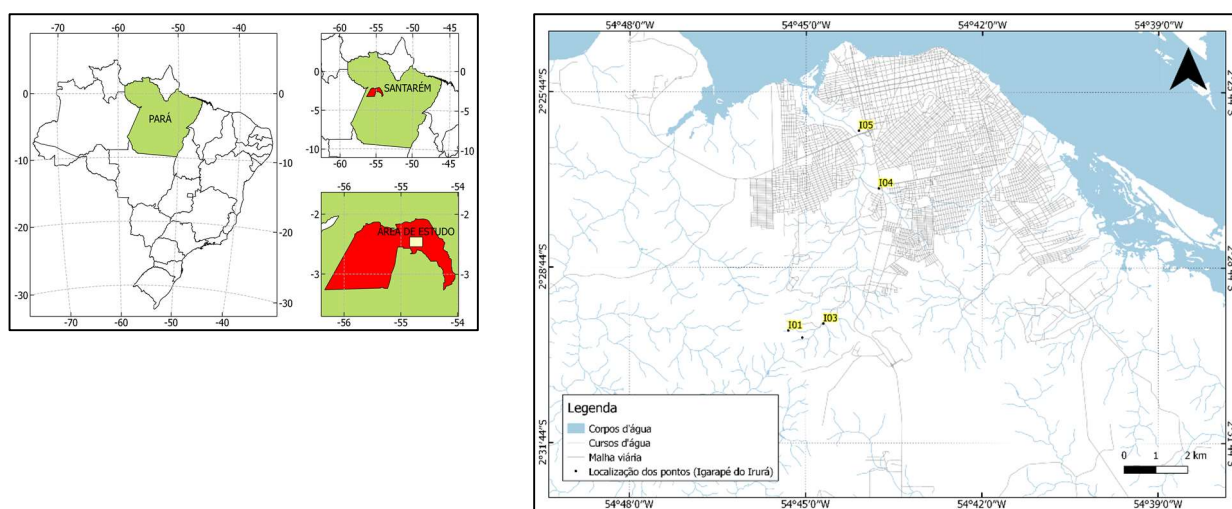 -70 -60 -50 -40
0
-10
-20
-30
PARÁ
0
-10
-20
-30
-70 -60 -50 -40
-60 -55 -50 -45
0
-5
-10
SANTARÉM
0
-5
-10
-60 -55 -50 -45
-56 -55 -54
-2
-3
ÁREA DE ESTUDO
-2
-3
-56 -55 -54
54°48'0"W 54°45'0"W 54°42'0"W 54°39'0"W
2°25'44"S
I05
I04
2°28'44"S
I01
I03
2°31'44"S
Legenda
Corpos d'água
Cursos d'água
Malha viária
Localização dos pontos (Igarapé do Irurá)
0 1 2 km
54°48'0"W 54°45'0"W 54°42'0"W 54°39'0"W